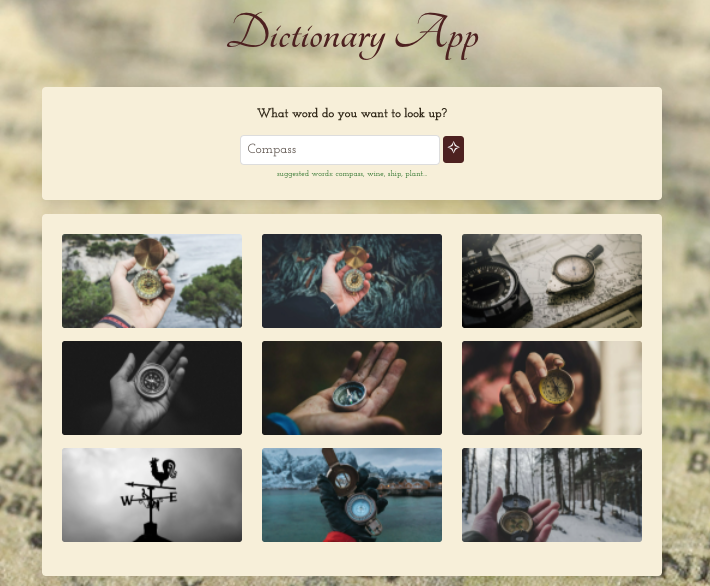 Dictionary App
What word do you want to look up?
Compass
suggested words: compass, wine, ship, plant...
W E